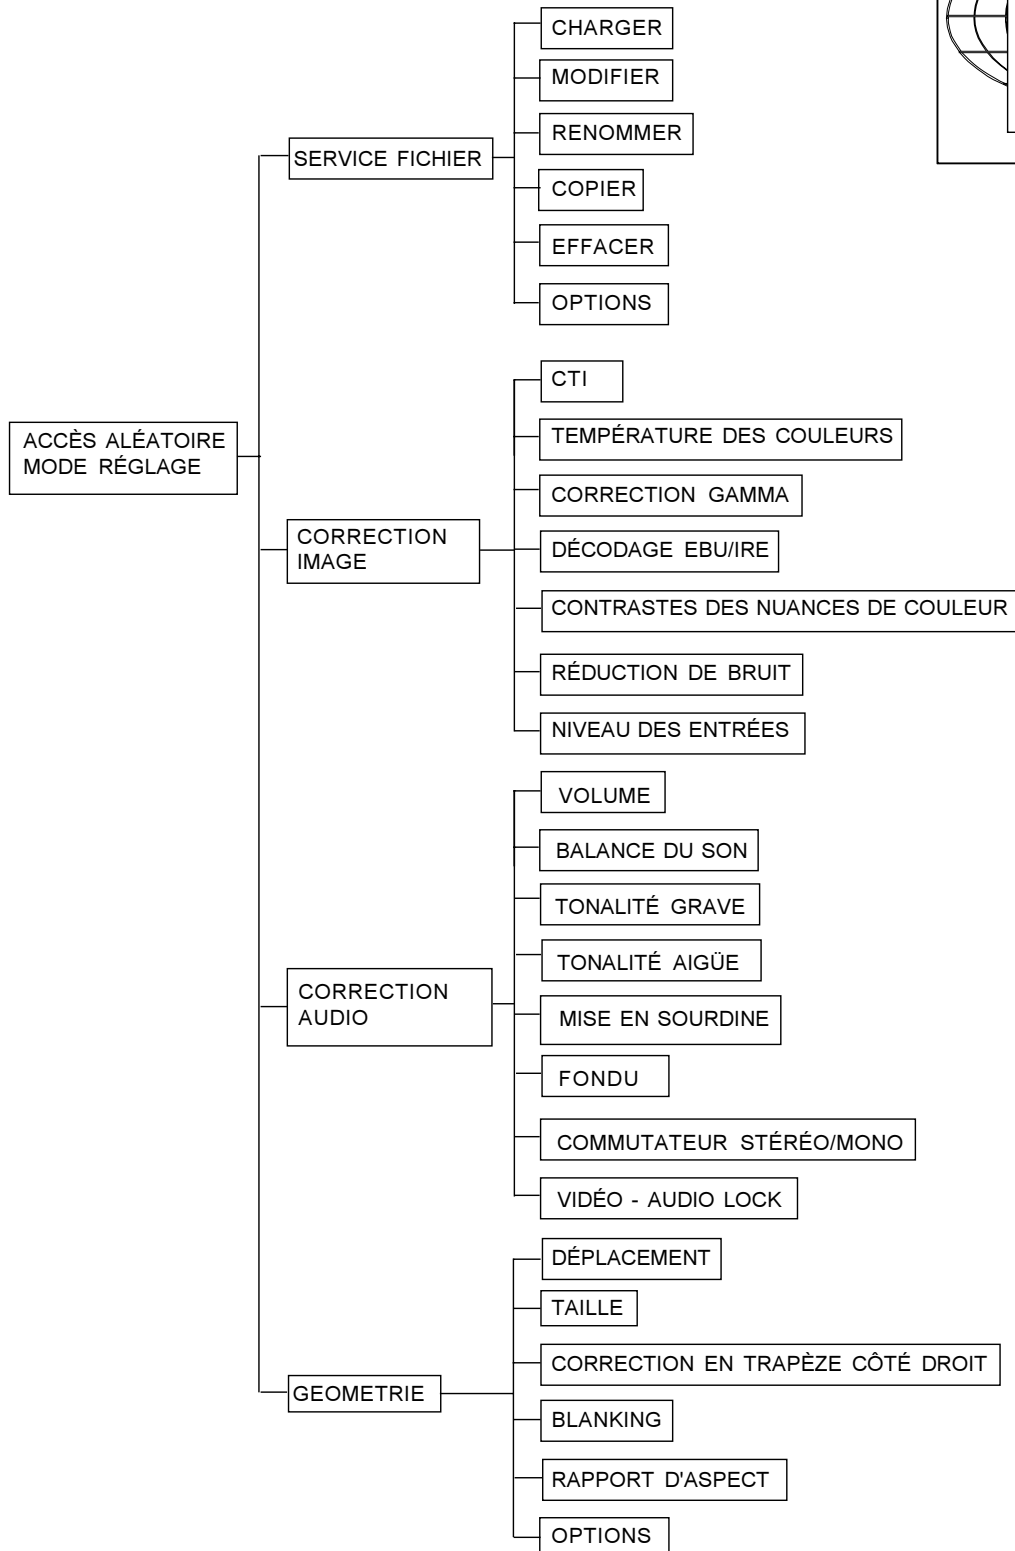 ACCÈS ALÉATOIRE
MODE RÉGLAGE
SERVICE FICHIER
CHARGER
MODIFIER
RENOMMER
COPIER
EFFACER
OPTIONS
CORRECTION
IMAGE
CTI
TEMPÉRATURE DES COULEURS
CORRECTION GAMMA
DÉCODAGE EBU/IRE
CONTRASTES DES NUANCES DE COULEUR
RÉDUCTION DE BRUIT
NIVEAU DES ENTRÉES
CORRECTION
AUDIO
VOLUME
BALANCE DU SON
TONALITÉ GRAVE
TONALITÉ AIGÜE
MISE EN SOURDINE
FONDU
COMMUTATEUR STÉRÉO/MONO
VIDÉO - AUDIO LOCK
GEOMETRIE
DÉPLACEMENT
TAILLE
CORRECTION EN TRAPÈZE CÔTÉ DROIT
BLANKING
RAPPORT D'ASPECT
OPTIONS